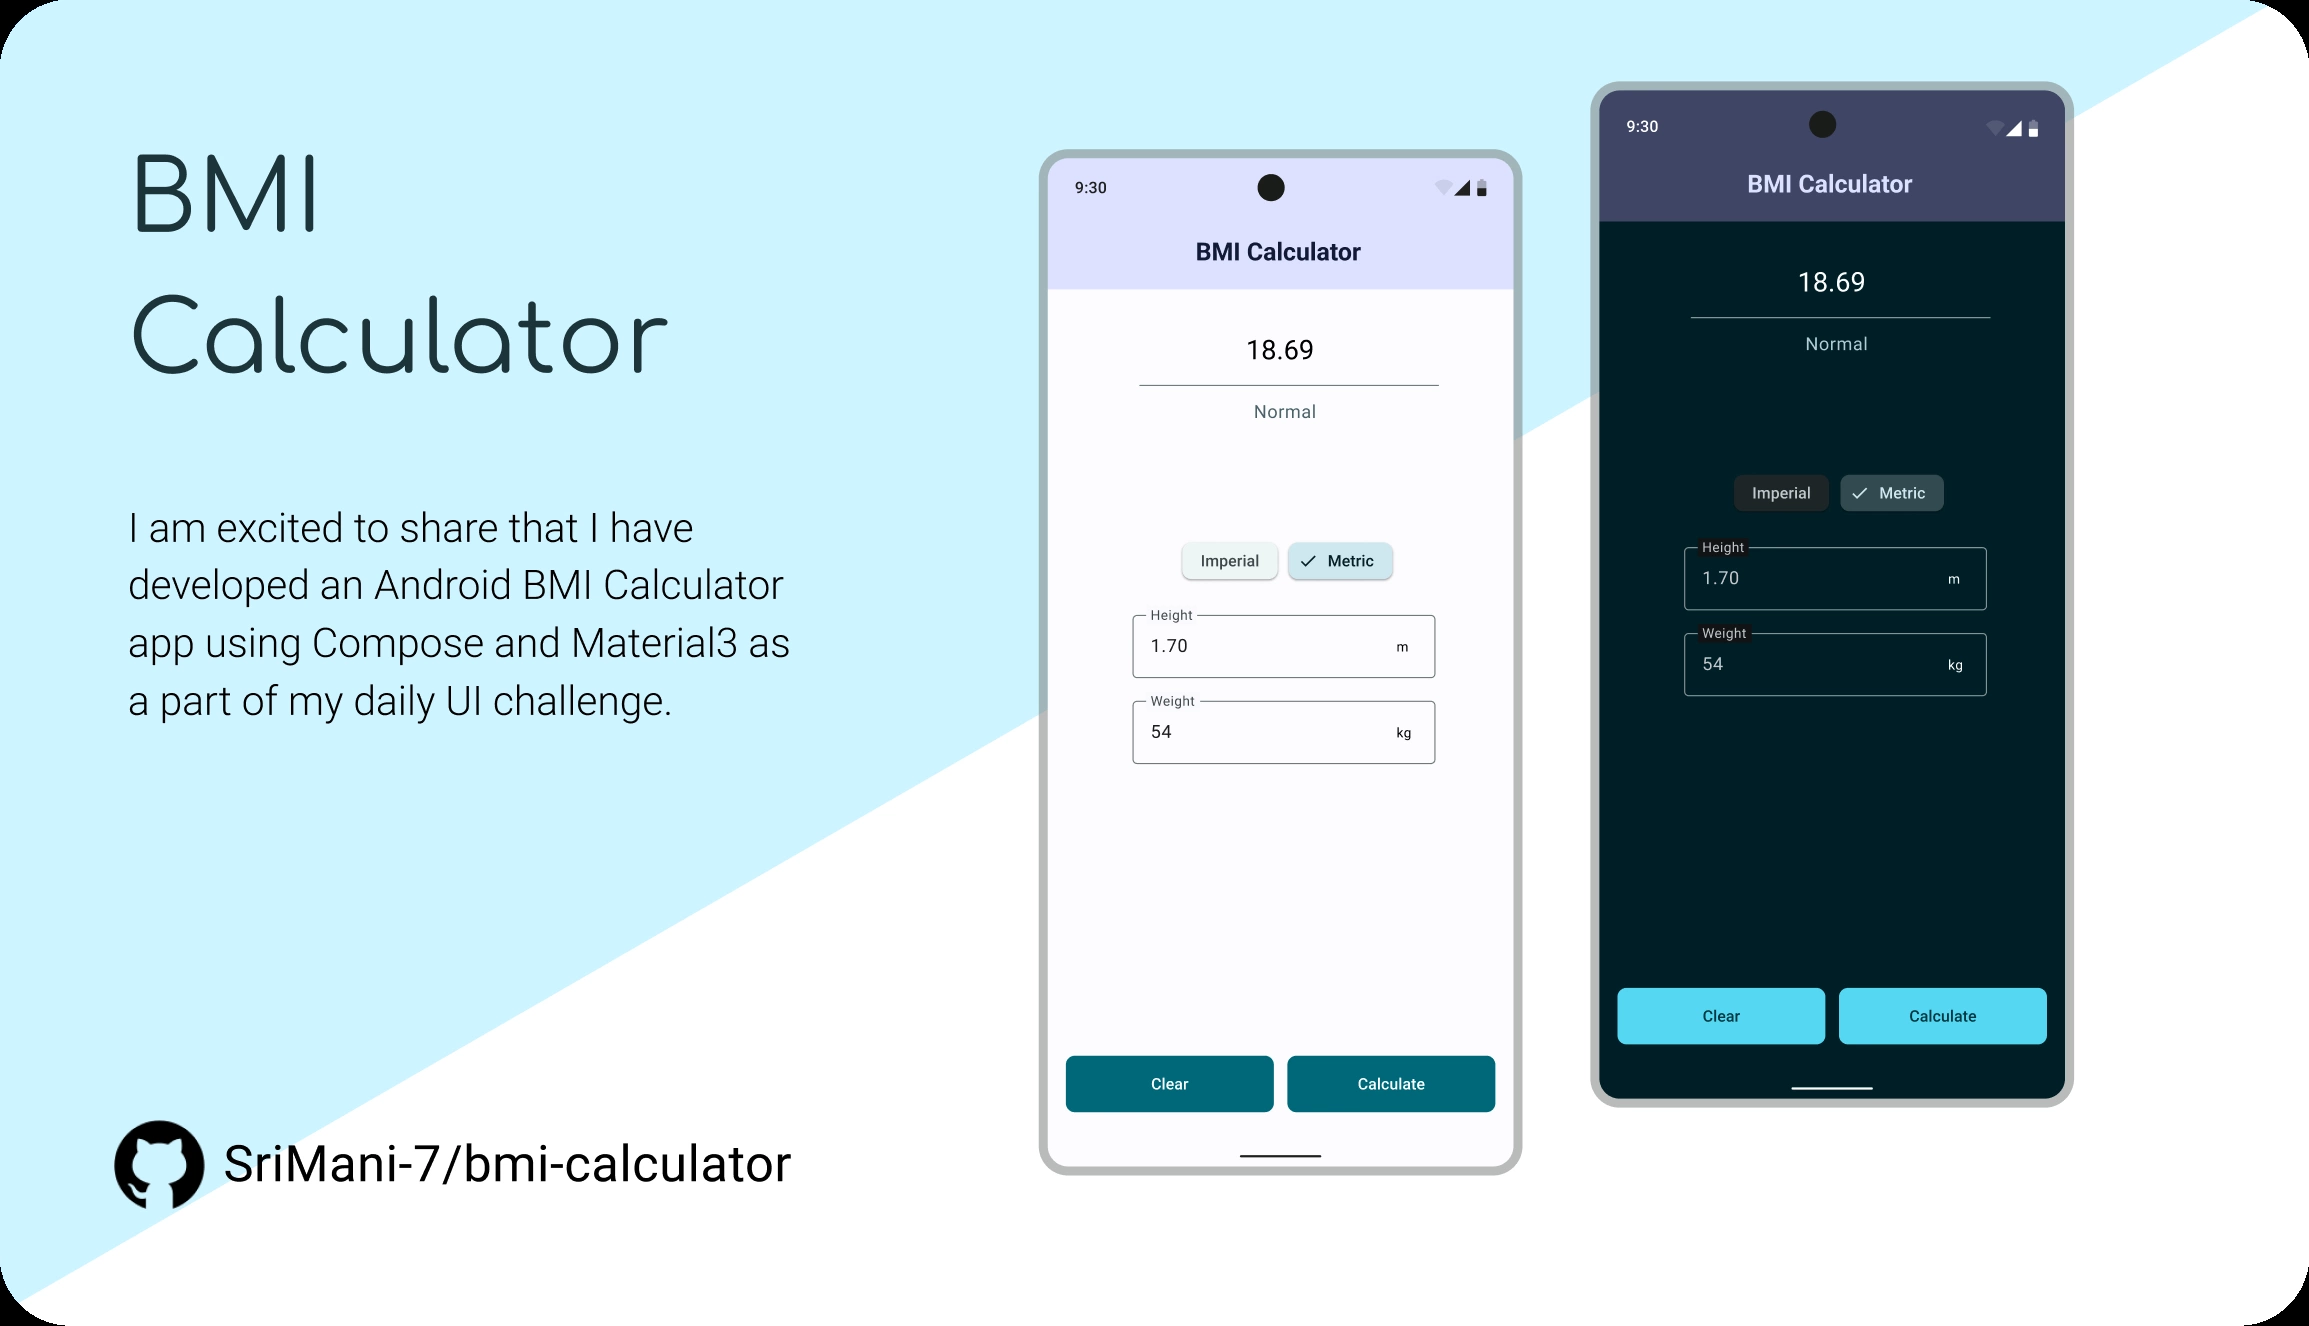 BMI
Calculator
I am excited to share that I have
developed an Android BMI Calculator
app using Compose and Material3 as
a part of my daily UI challenge.
SriMani-7/bmi-calculator
9:30
BMI Calculator
18.69
Normal
Imperial
Metric
Height
1.70
m
Weight
54
kg
Clear
Calculate
9:30
BMI Calculator
18.69
Normal
Imperial
Metric
Height
1.70
m
Weight
54
kg
Clear
Calculate